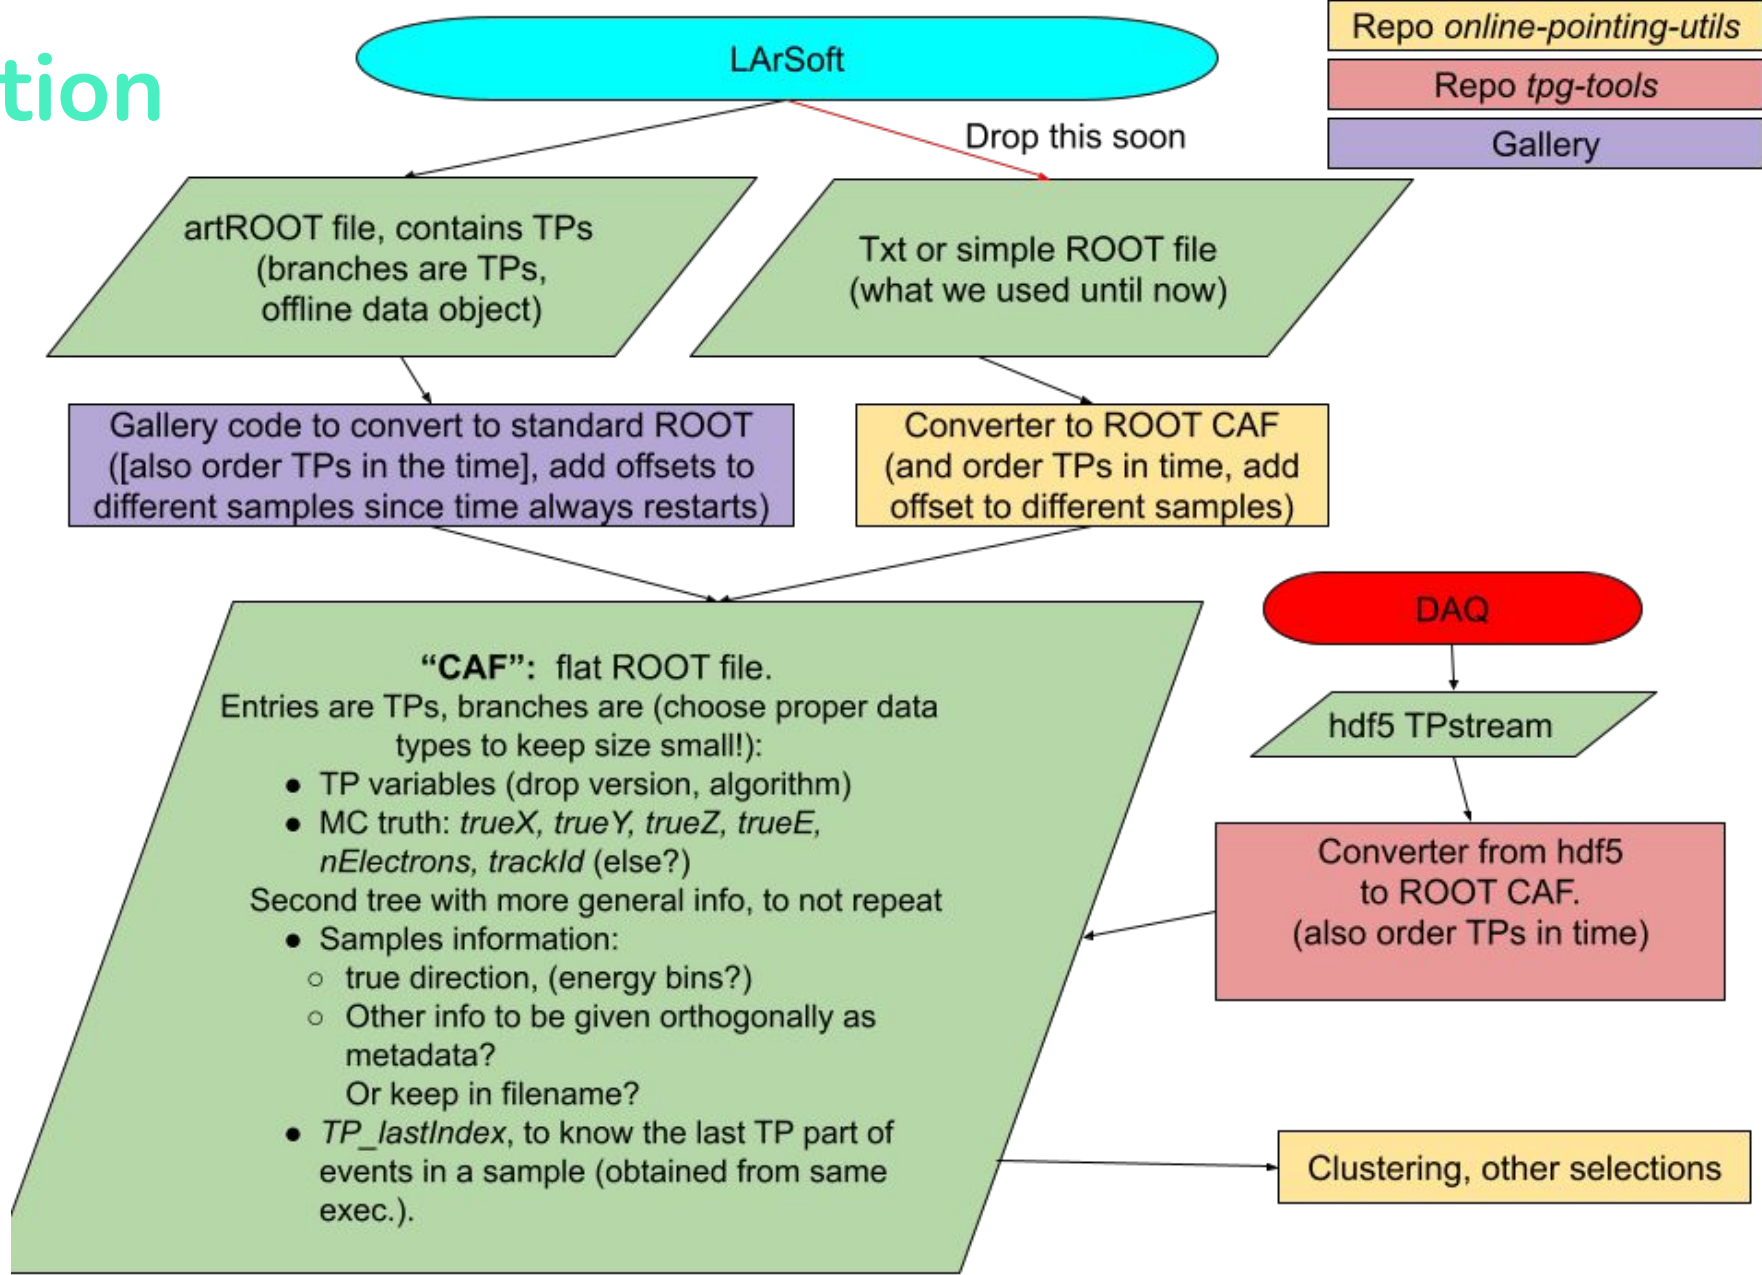 tion
LArSoft
Repo online-pointing-utils
Repo tpg-tools
Gallery
Drop this soon
artROOT file, contains TPs
(branches are TPs,
offline data object)
Txt or simple ROOT file
(what we used until now)
Gallery code to convert to standard ROOT
([also order TPs in the time], add offsets to
different samples since time always restarts)
Converter to ROOT CAF
(and order TPs in time, add
offset to different samples)
“CAF”: flat ROOT file.
Entries are TPs, branches are (choose proper data
types to keep size small!):
● TP variables (drop version, algorithm)
● MC truth: trueX, trueY, trueZ, trueE,
nElectrons, trackId (else?)
Second tree with more general info, to not repeat
● Samples information:
○ true direction, (energy bins?)
○ Other info to be given orthogonally as
metadata?
Or keep in filename?
● TP_lastIndex, to know the last TP part of
events in a sample (obtained from same
exec.).
DAQ
hdf5 TPstream
Converter from hdf5
to ROOT CAF.
(also order TPs in time)
Clustering, other selections